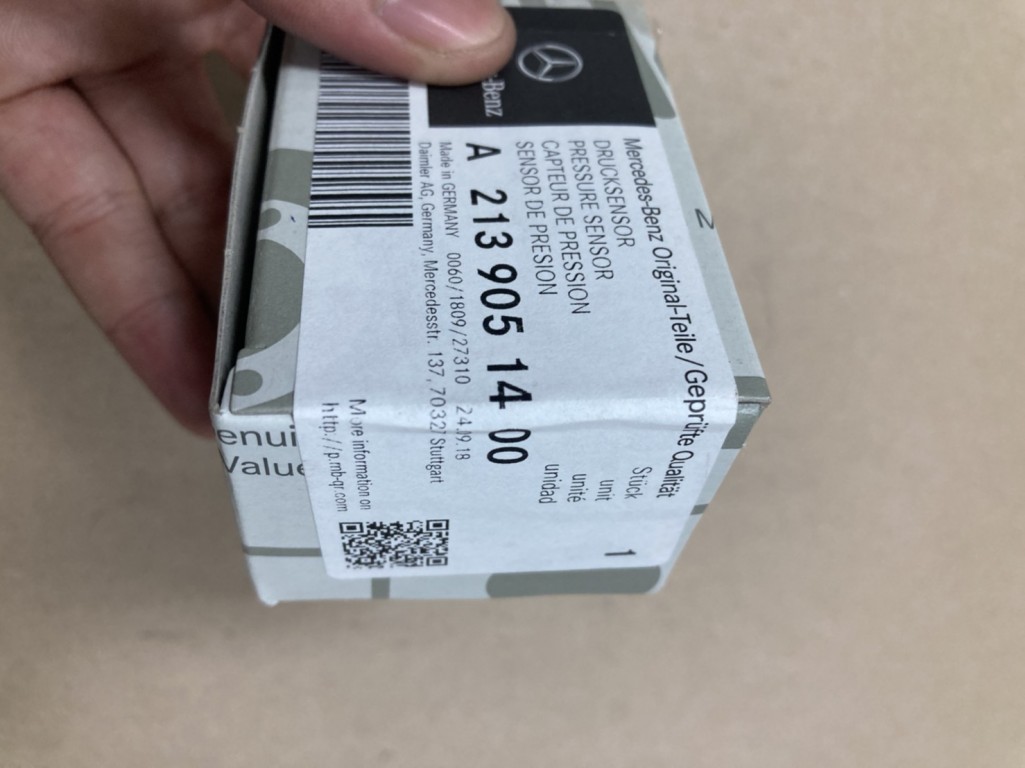 -Benz
Mercedes-Benz Original-Teile/Geprüfte Qualität
DRUCKSENSOR
PRESSURE SENSOR
CAPTEUR DE PRESSION
SENSOR DE PRESION
Stück
unit
unité
unidad
1
A 213 905 14 00
Made in GERMANY 0060/1809/27310 24.09.18
Daimler AG, Germany, Mercedesstr. 137, 70327 Stuttgart
More information on
http://p.mb-qr.com
enui
Value
N